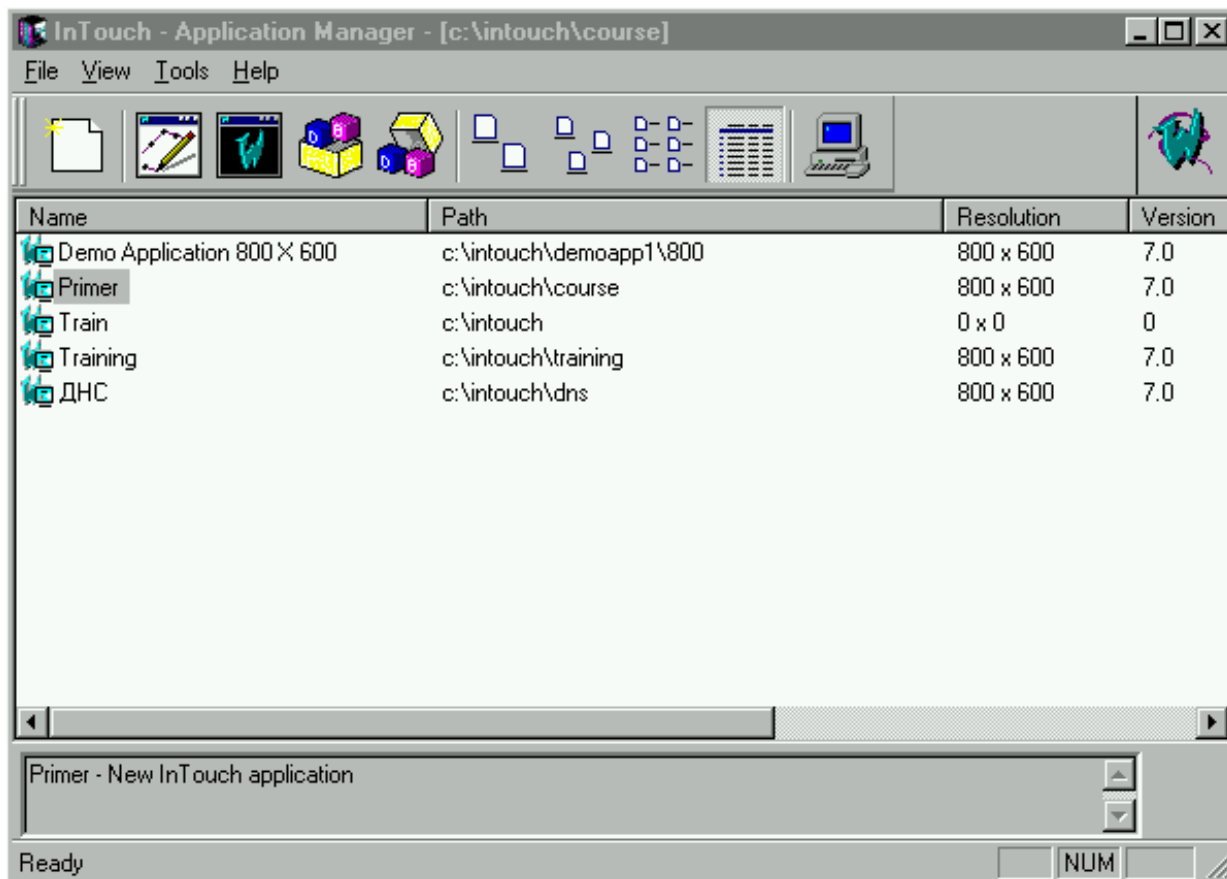 InTouch - Application Manager - [c:\intouch\course]
File View Tools Help
Name Path Resolution Version
Demo Application 800 X 600 c:\intouch\demoapp1\800 800 x 600 7.0
Primer c:\intouch\course 800 x 600 7.0
Train c:\intouch 0 x 0 0
Training c:\intouch\training 800 x 600 7.0
ДНС c:\intouch\dns 800 x 600 7.0
Primer - New InTouch application
Ready NUM